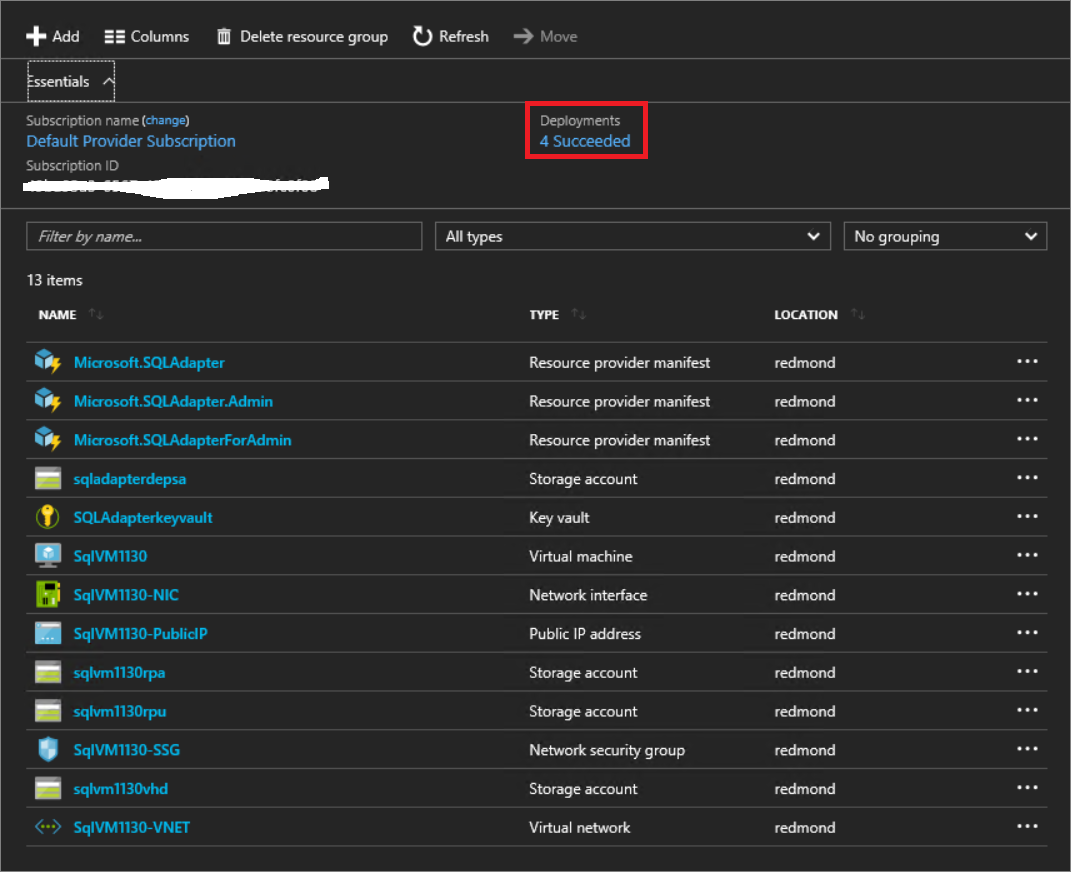 Add Columns Delete resource group Refresh Move
Essentials
Subscription name (change)
Default Provider Subscription
Subscription ID
Deployments
4 Succeeded
Filter by name... All types No grouping
13 items
NAME TYPE LOCATION
Microsoft.SQLAdapter Resource provider manifest redmond
Microsoft.SQLAdapter.Admin Resource provider manifest redmond
Microsoft.SQLAdapterForAdmin Resource provider manifest redmond
sqladapterdepsa Storage account redmond
SQLAdapterkeyvault Key vault redmond
SqlVM1130 Virtual machine redmond
SqlVM1130-NIC Network interface redmond
SqlVM1130-PublicIP Public IP address redmond
sqlvm1130rpa Storage account redmond
sqlvm1130rpu Storage account redmond
SqlVM1130-SSG Network security group redmond
sqlvm1130vhd Storage account redmond
SqlVM1130-VNET Virtual network redmond